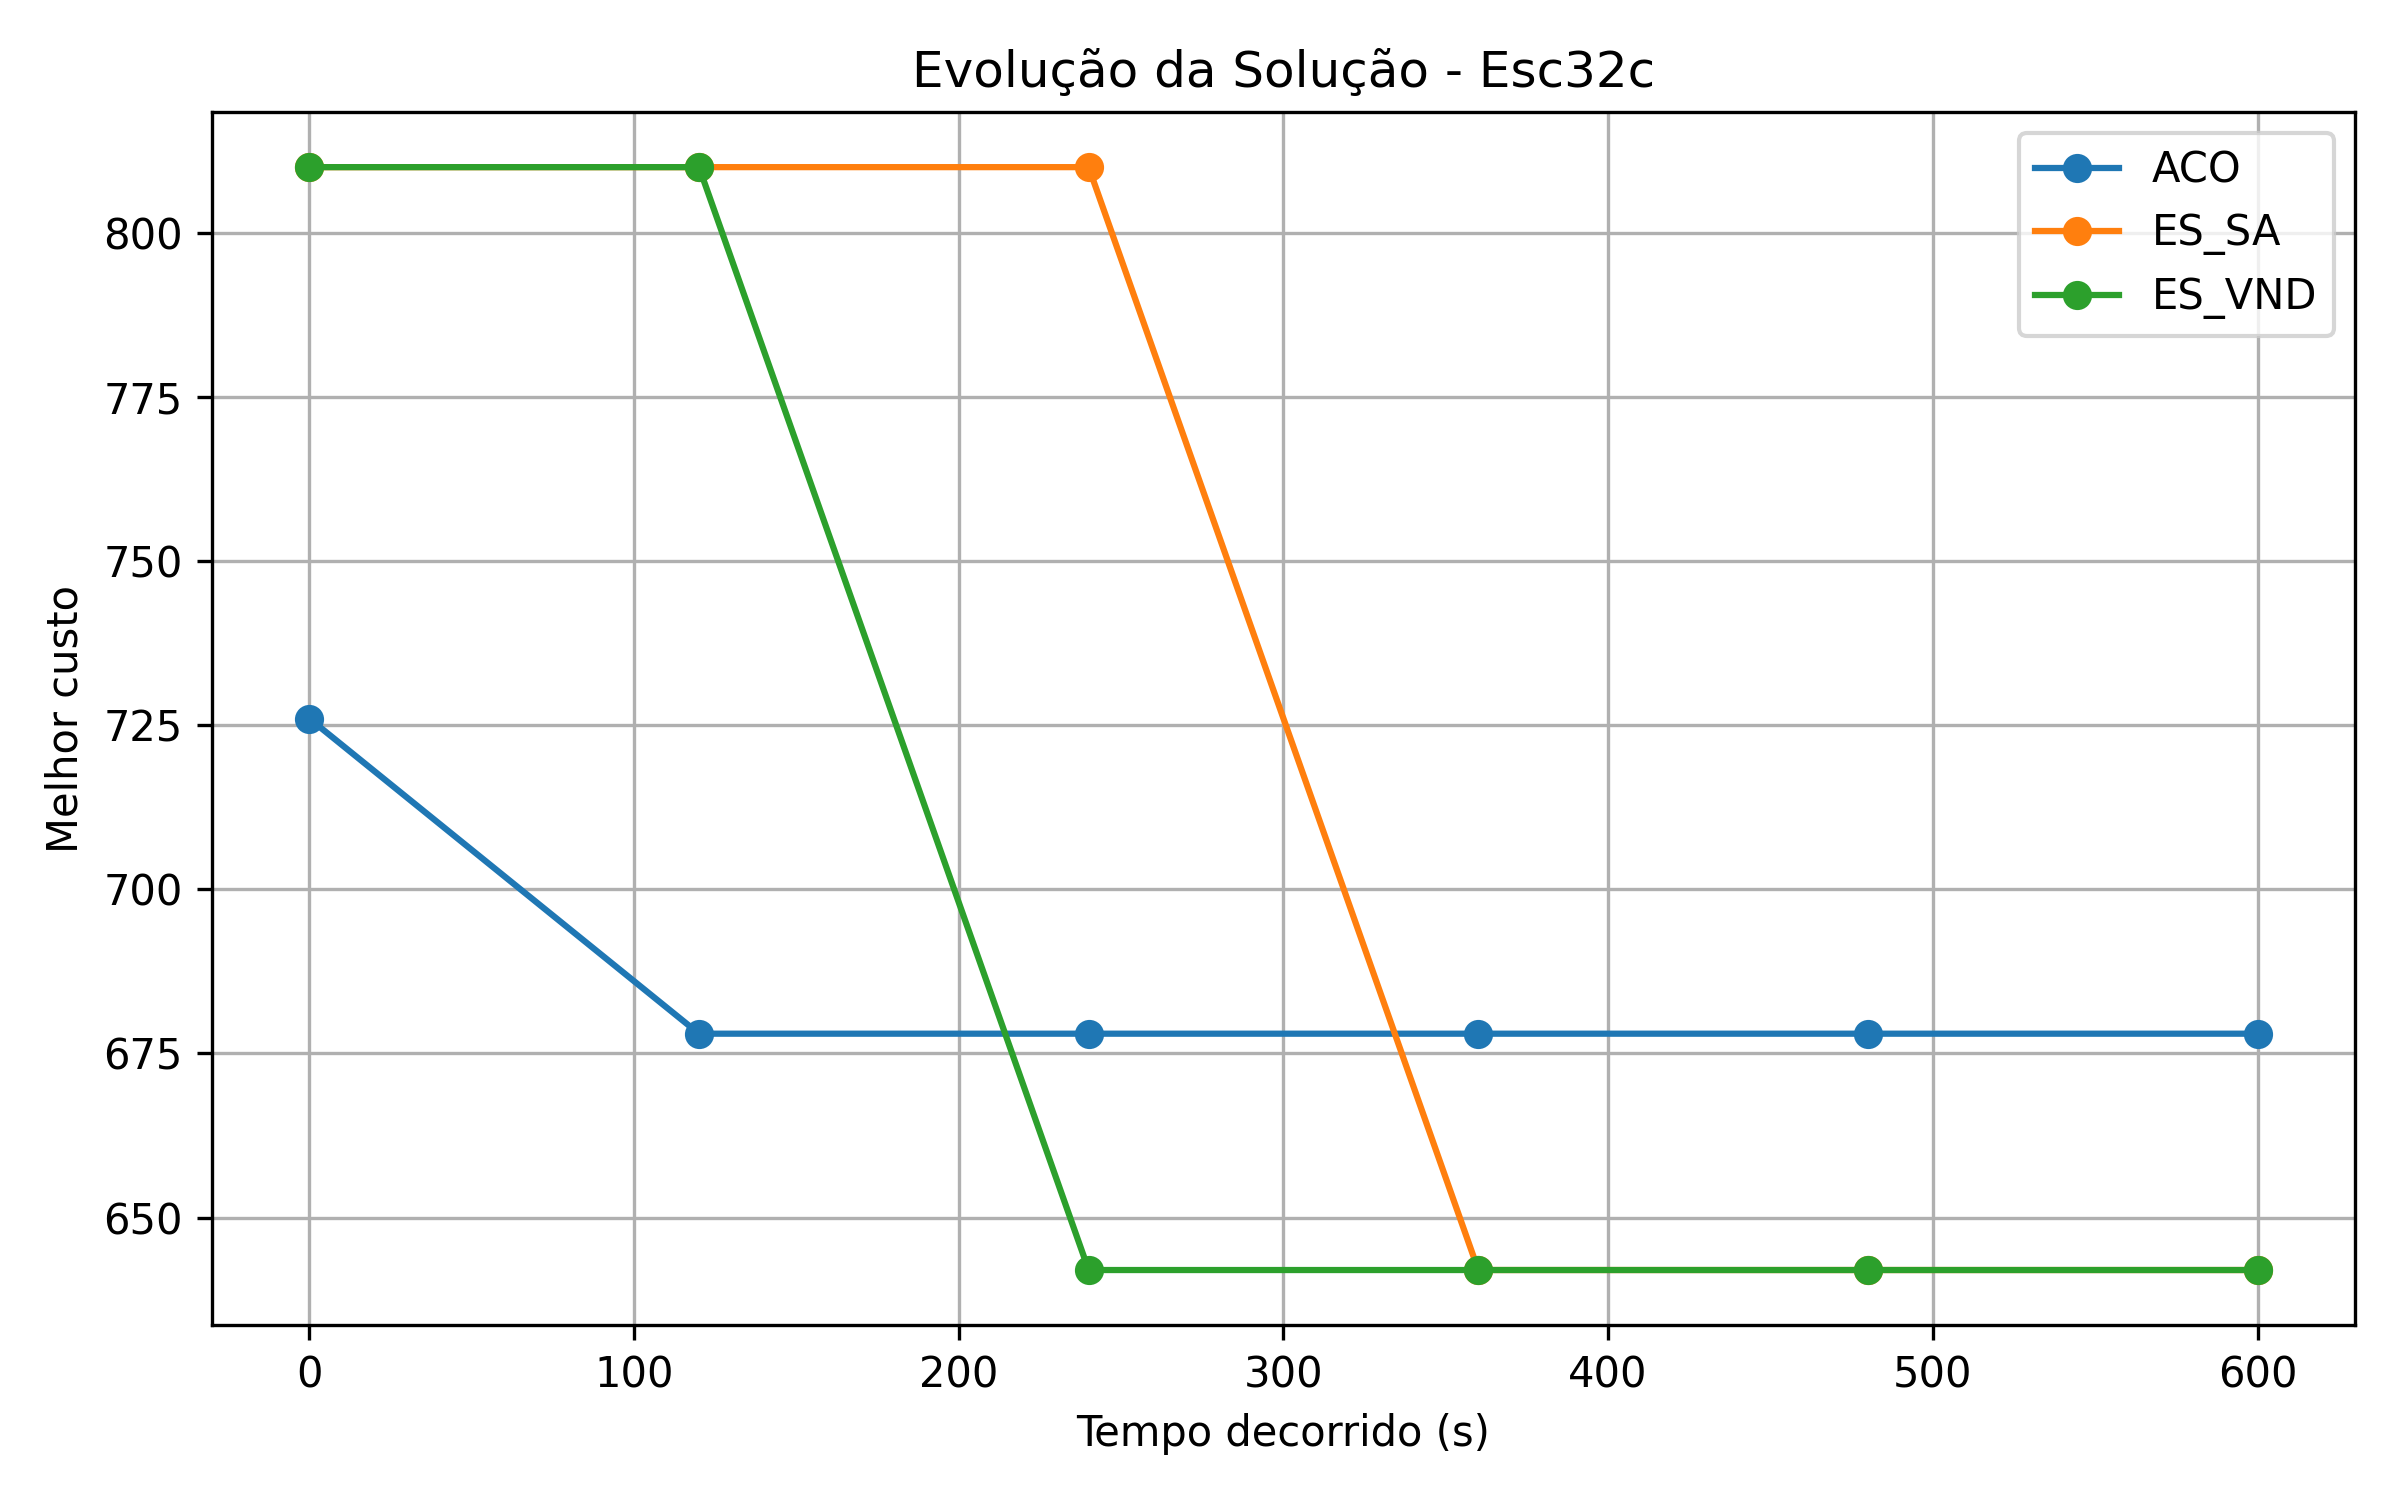 Evolução da Solução - Esc32c
ACO
ES_SA
ES_VND
800
775
750
725
700
675
650
Melhor custo
0 100 200 300 400 500 600
Tempo decorrido (s)